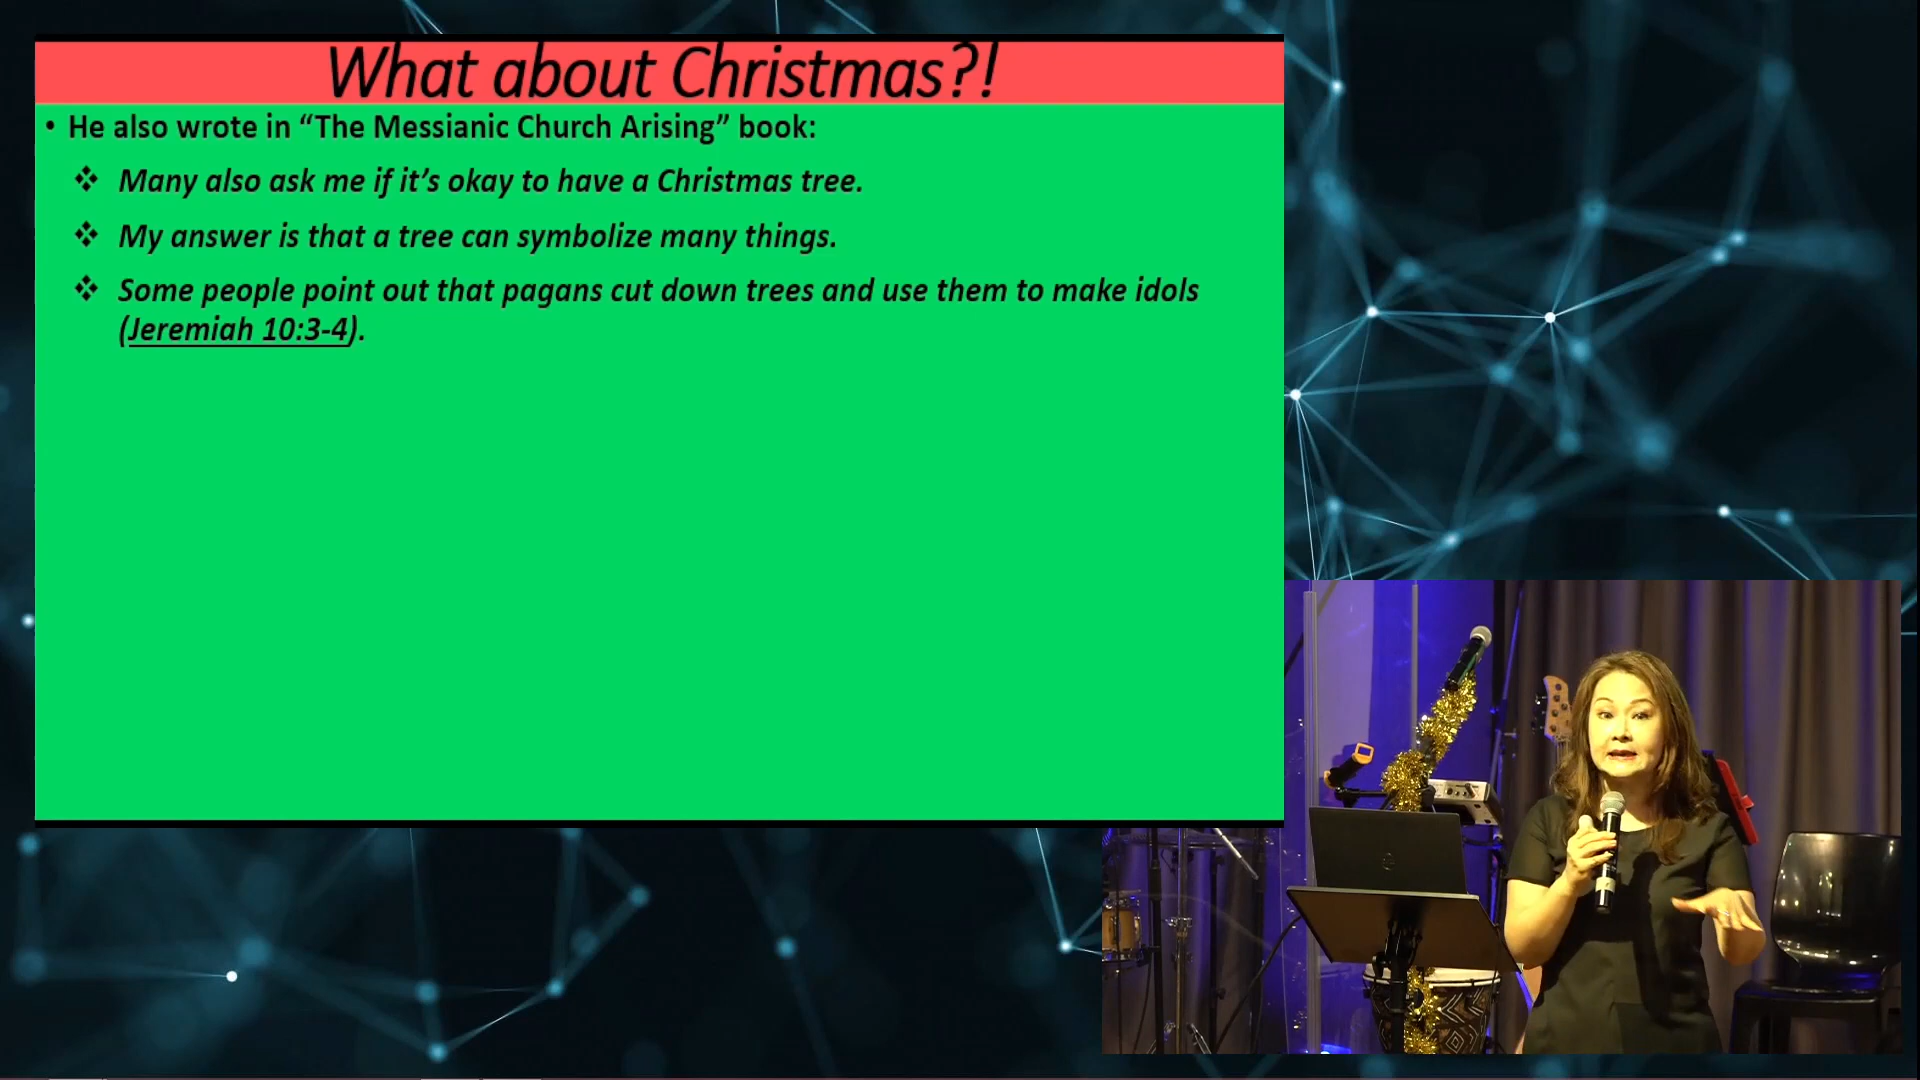 What about Christmas?!
• He also wrote in “The Messianic Church Arising” book:
❖ Many also ask me if it’s okay to have a Christmas tree.
❖ My answer is that a tree can symbolize many things.
❖ Some people point out that pagans cut down trees and use them to make idols
(Jeremiah 10:3-4).